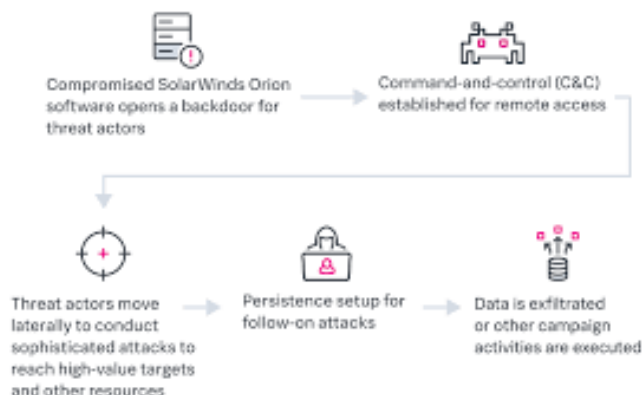 Compromised SolarWinds Orion
software opens a backdoor for
threat actors
Command-and-control (C&C)
established for remote access
Threat actors move
laterally to conduct
sophisticated attacks to
reach high-value targets
and other resources
Persistence setup for
follow-on attacks
Data is exfiltrated
or other campaign
activities are executed